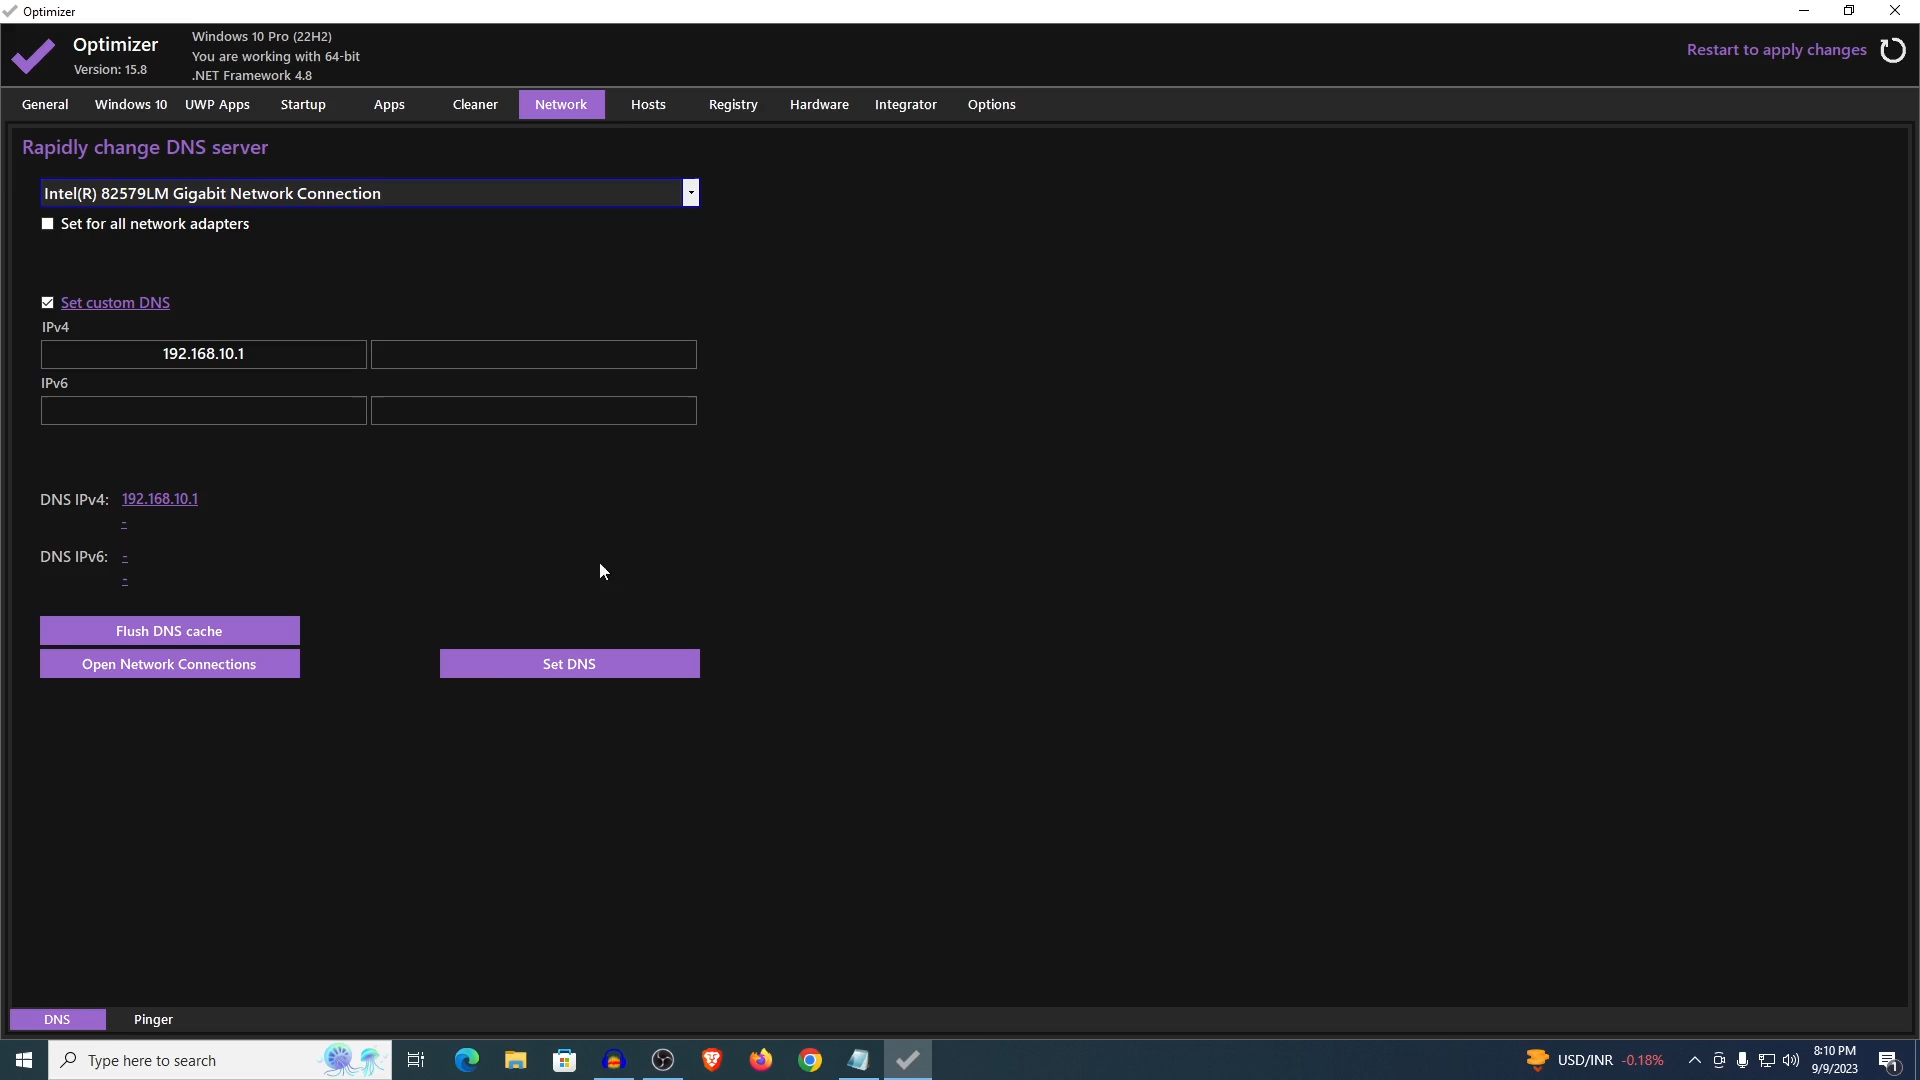 Optimizer
Optimizer
Version: 15.8
Windows 10 Pro (22H2)
You are working with 64-bit
.NET Framework 4.8
Restart to apply changes
General Windows 10 UWP Apps Startup Apps Cleaner Network Hosts Registry Hardware Integrator Options
Rapidly change DNS server
Intel(R) 82579LM Gigabit Network Connection
Set for all network adapters
Set custom DNS
IPv4
192.168.10.1
IPv6
DNS IPv4: 192.168.10.1
-
DNS IPv6: -
-
Flush DNS cache
Open Network Connections Set DNS
DNS Pinger
Type here to search
USD/INR -0.18%
8:10 PM
9/9/2023
1